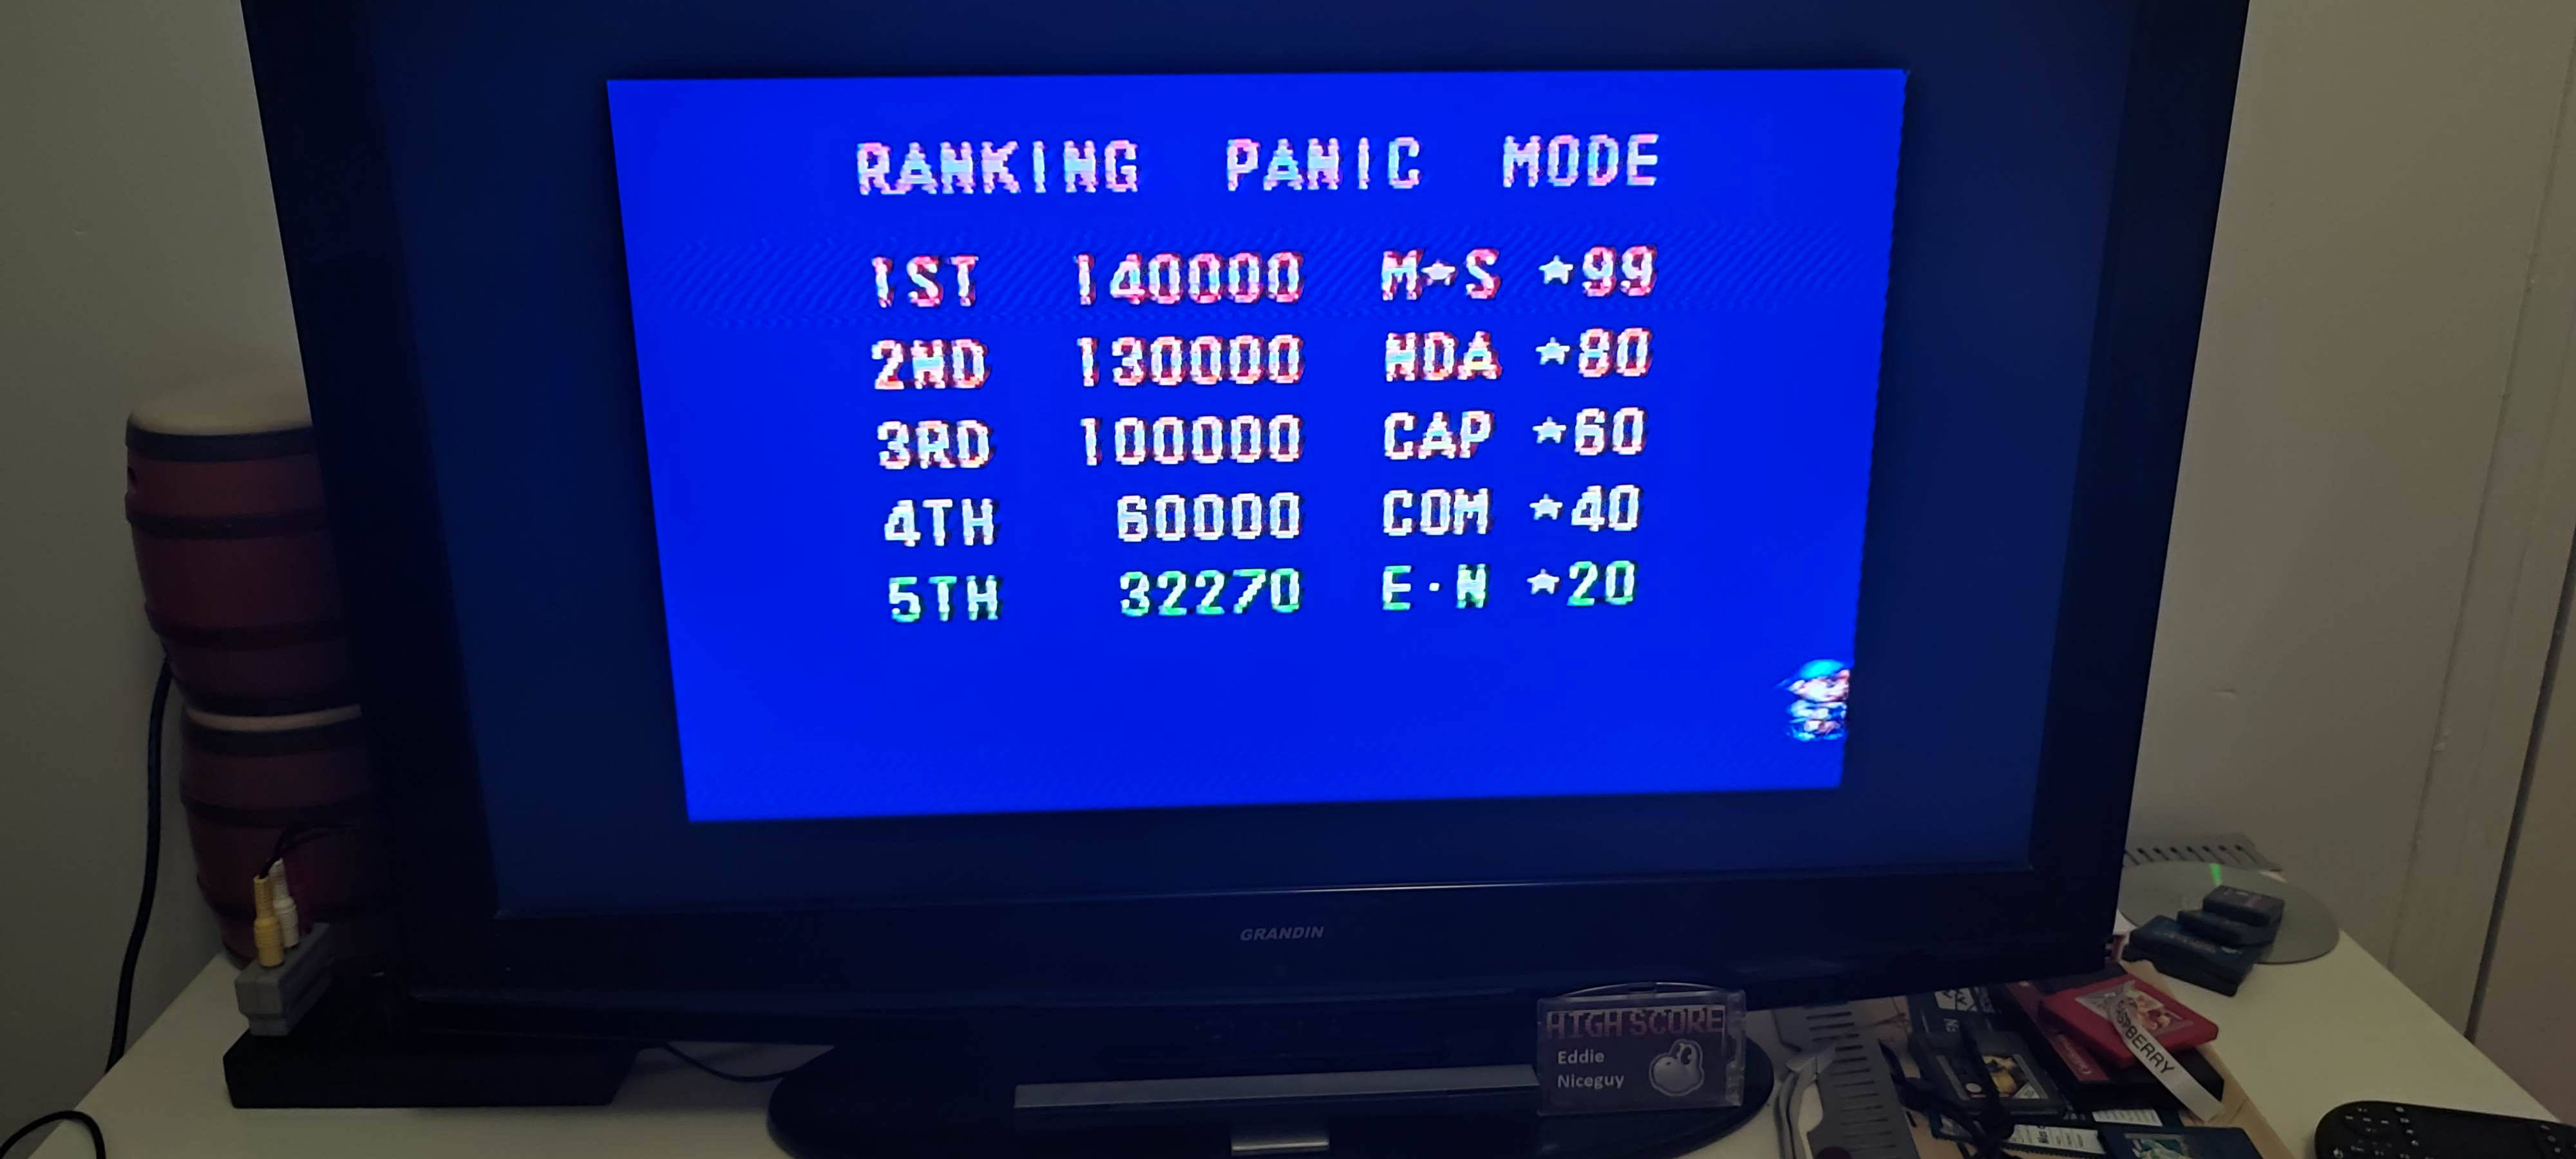 RANKING PANIC MODE
1ST 140000 M★S ★99
2ND 130000 NDA ★80
3RD 100000 CAP ★60
4TH 60000 COM ★40
5TH 32270 E·N ★20
GRANDIN
HIGH SCORE
Eddie
Niceguy